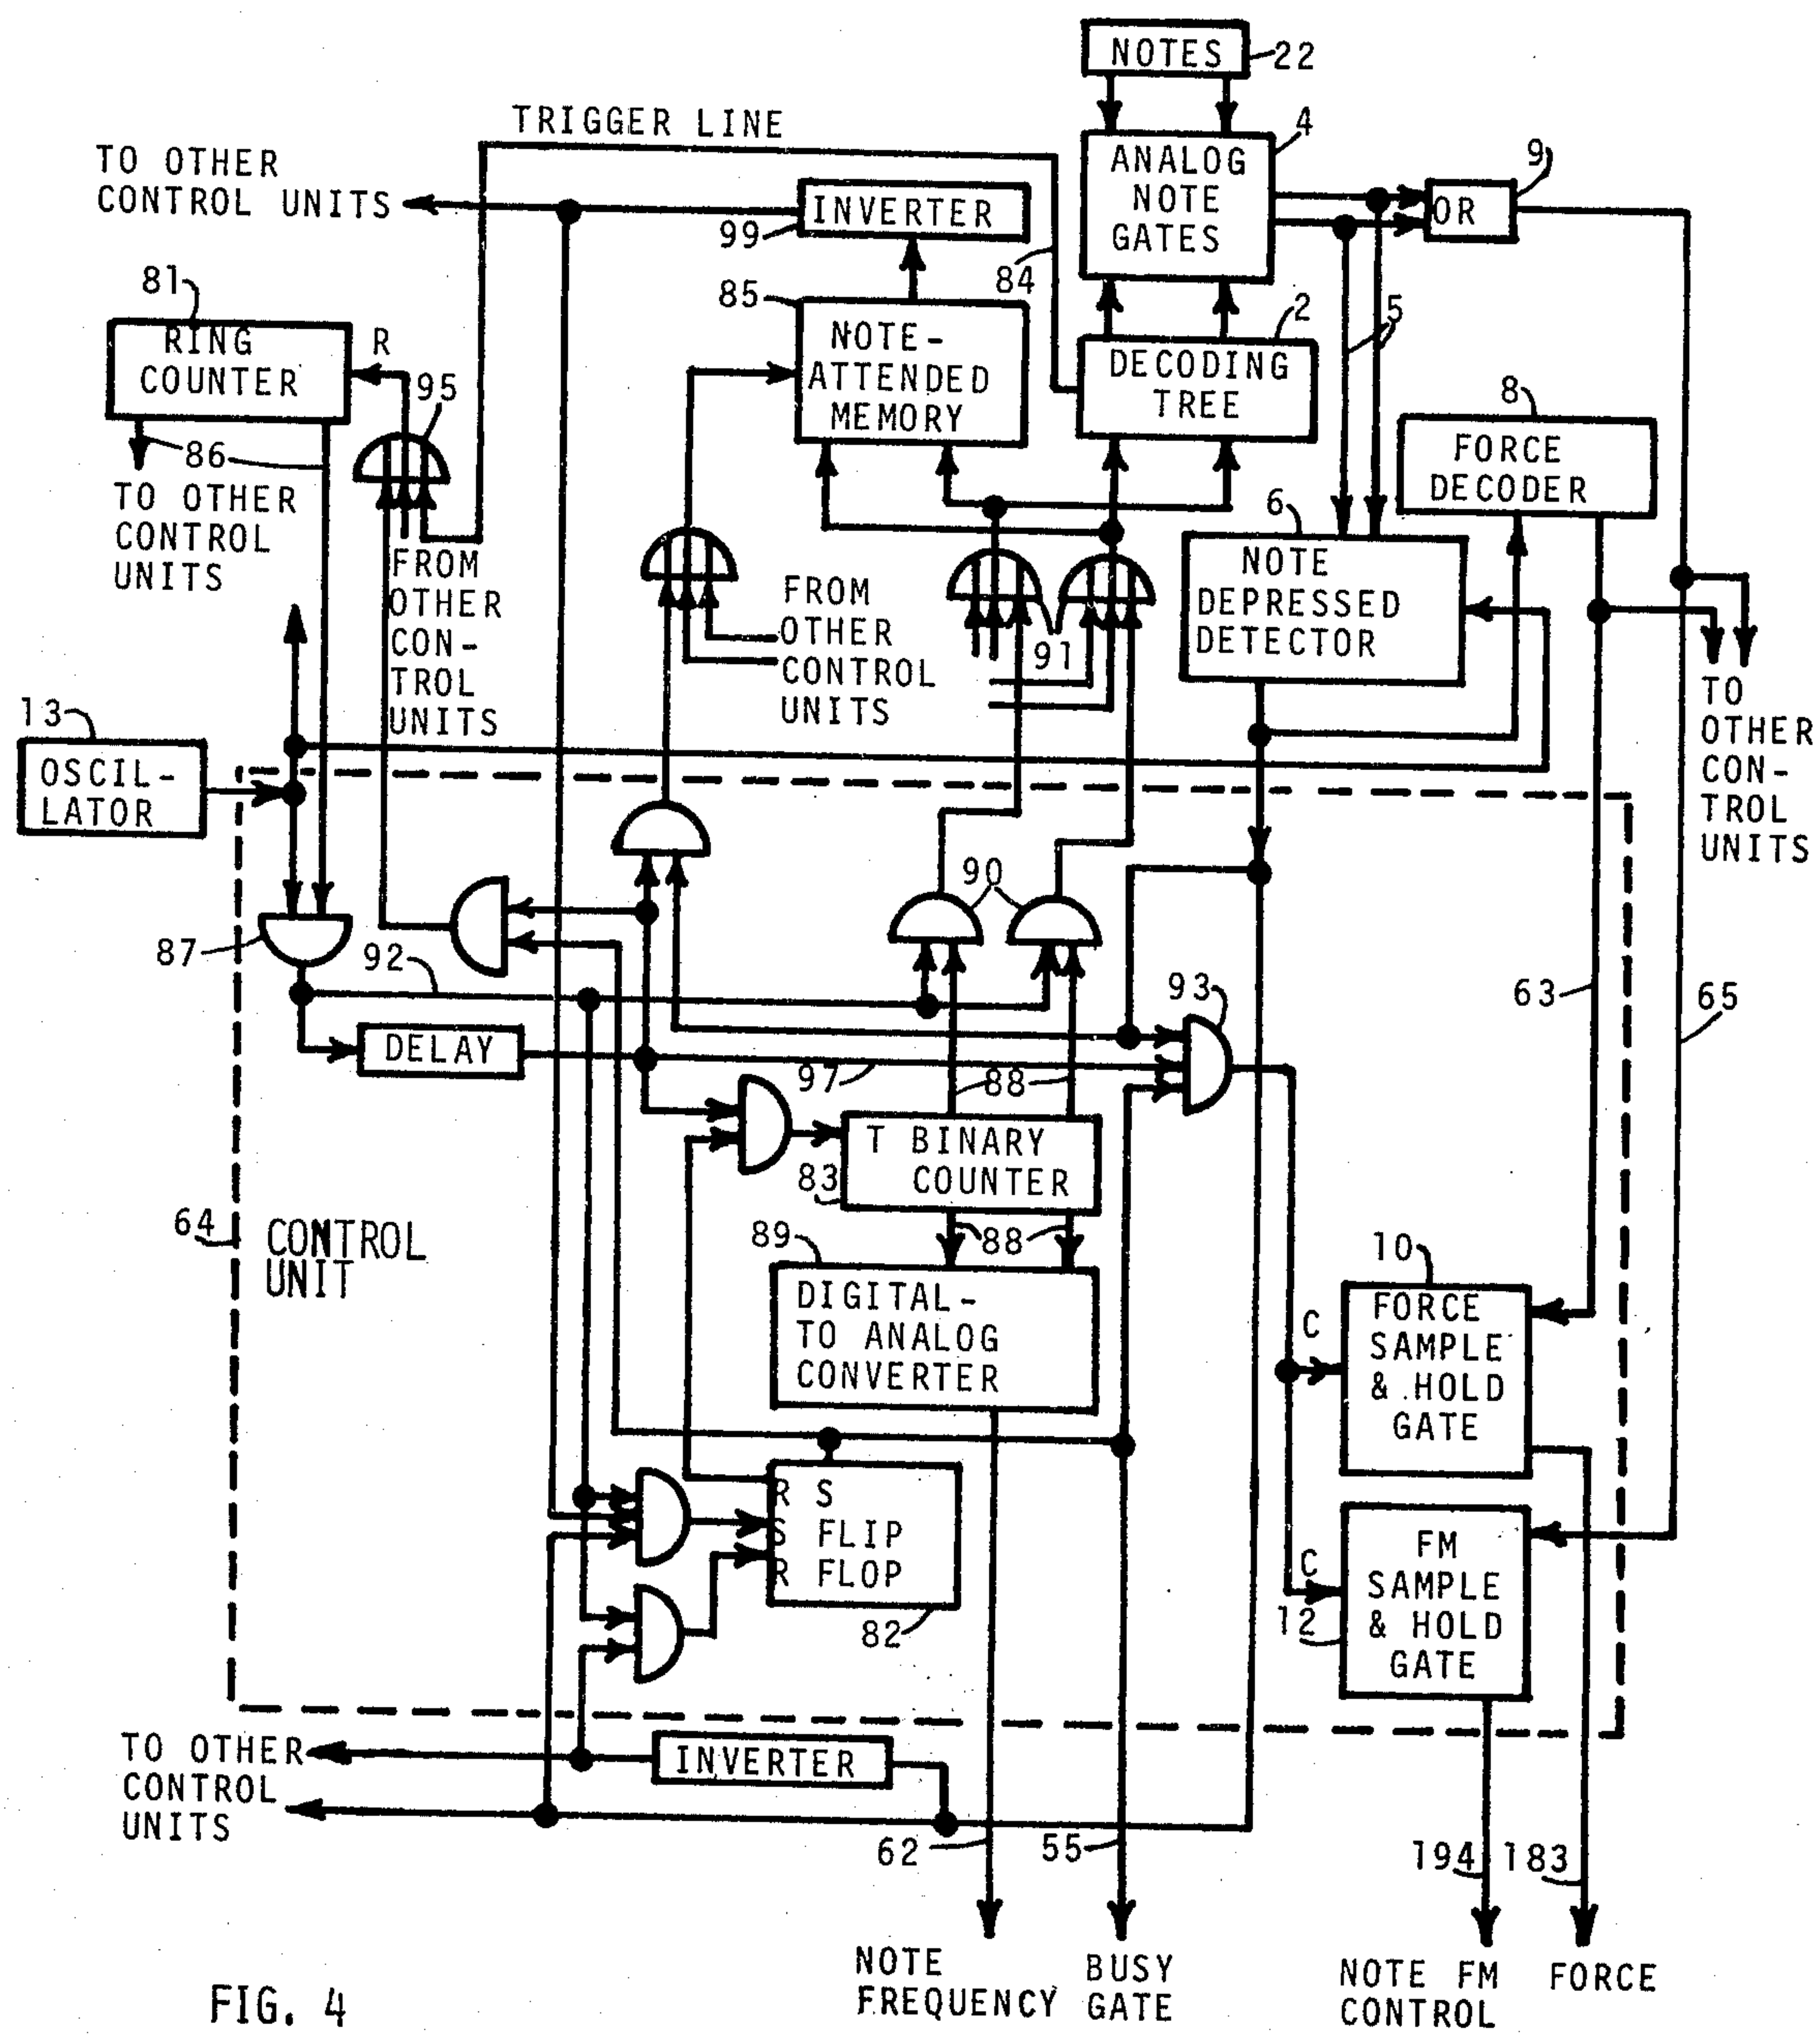 NOTES
22
TRIGGER LINE
4
TO OTHER
CONTROL UNITS
ANALOG
NOTE
GATES
9
OR
INVERTER
99
84
81
85
2
5
RING
COUNTER
R
NOTE-
ATTENDED
MEMORY
DECODING
TREE
95
8
86
FORCE
DECODER
TO OTHER
CONTROL
UNITS
6
FROM
OTHER
CON-
TROL
UNITS
FROM
OTHER
CONTROL
UNITS
91
NOTE
DEPRESSED
DETECTOR
TO
OTHER
CON-
TROL
UNITS
13
OSCIL-
LATOR
90
87
92
93
63
65
DELAY
97
88
T BINARY
COUNTER
83
64
CONTROL
UNIT
89
88
10
DIGITAL-
TO ANALOG
CONVERTER
C
FORCE
SAMPLE
& HOLD
GATE
R S
S FLIP
R FLOP
82
C
12
FM
SAMPLE
& HOLD
GATE
TO OTHER
CONTROL
UNITS
INVERTER
62
55
194
183
NOTE
FREQUENCY
BUSY
GATE
NOTE FM
CONTROL
FORCE
FIG. 4